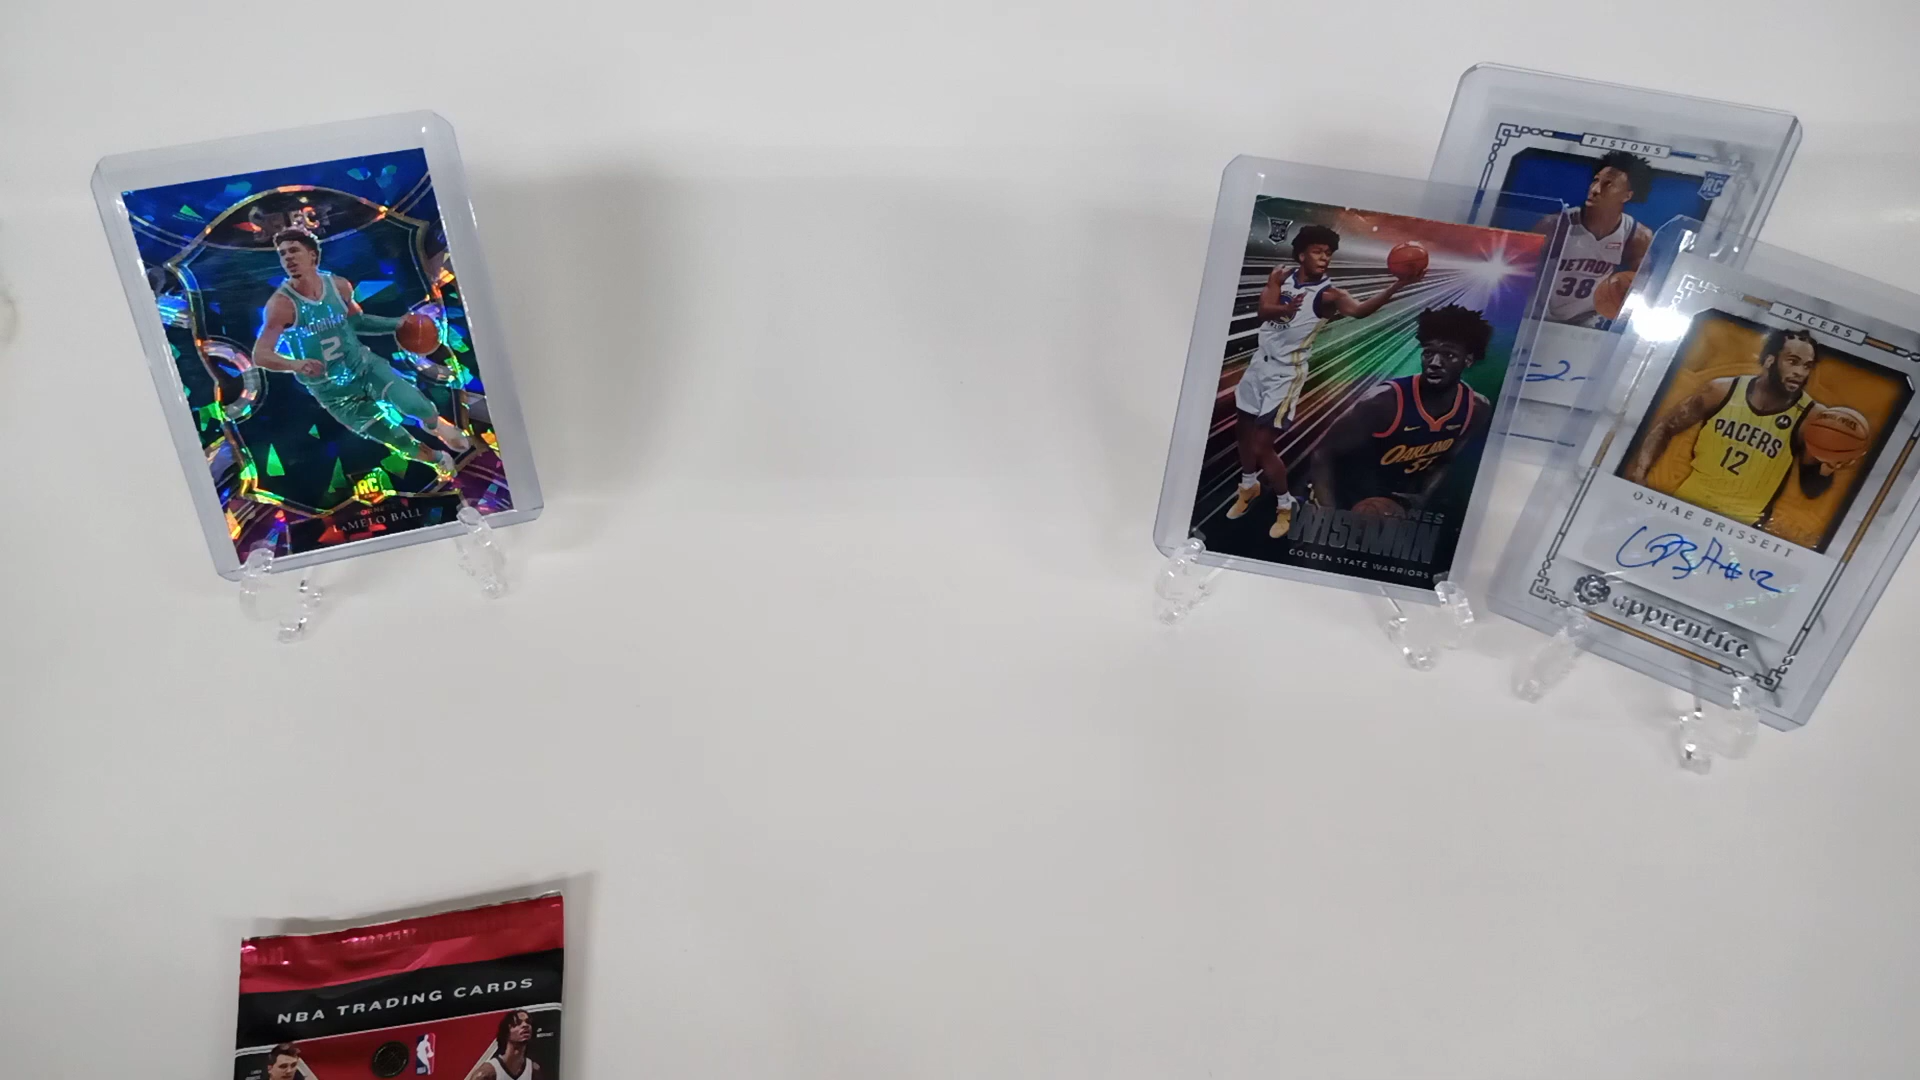 SELECT
2
RC
LAMELO BALL
OAKLAND
JAMES
WISEMAN
GOLDEN STATE WARRIORS
PISTONS
RC
DETROIT
38
PACERS
PACERS
12
OSHAE BRISSETT
#12
apprentice
NBA TRADING CARDS